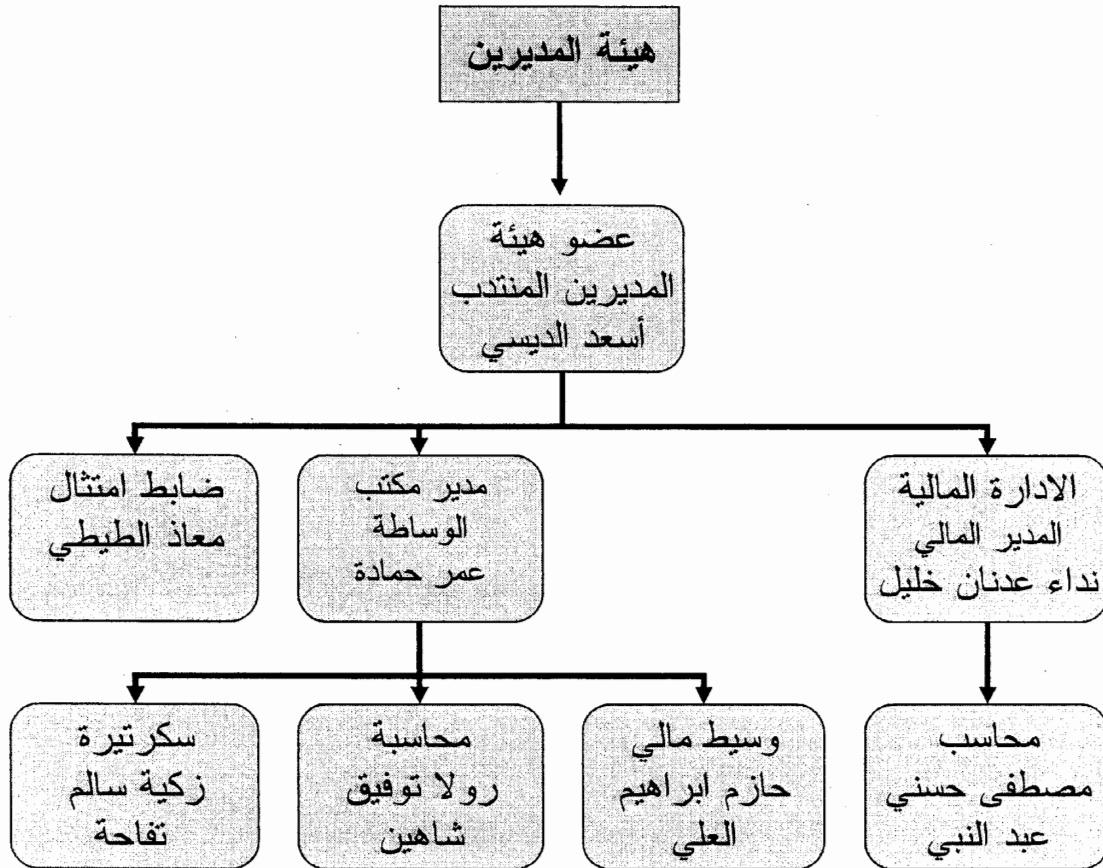 هيئة المديرين
عضو هيئة
المديرين المنتدب
أسعد الديسي
الادارة المالية
المدير المالي
نداء عدنان خليل
مدير مكتب
الوساطة
عمر حمادة
ضابط امتثال
معاذ الطيطي
محاسب
مصطفى حسني
عبد النبي
وسيط مالي
حازم ابراهيم
العلي
محاسبة
رولا توفيق
شاهين
سكرتيرة
زكية سالم
تفاحة